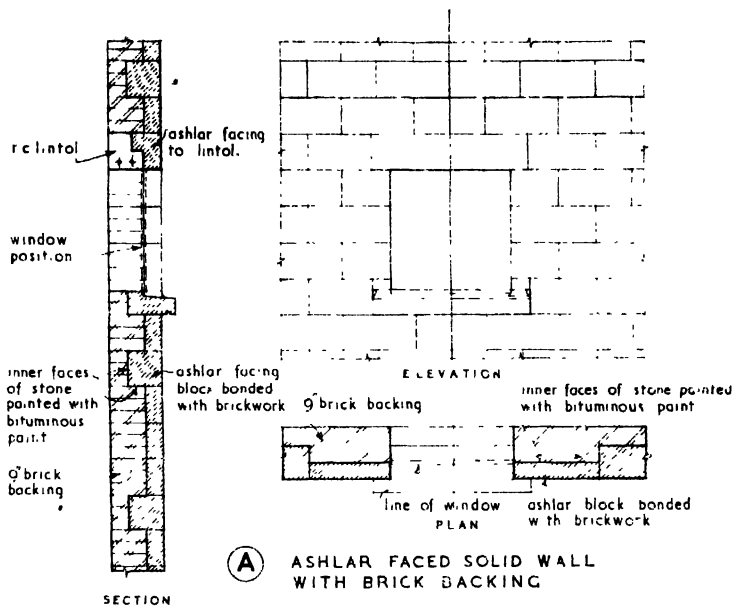 r c lintol
ashlar facing
to lintol.
window
position
inner faces
of stone
painted with
bituminous
paint
ashlar facing
block bonded
with brickwork
9" brick
backing
SECTION
ELEVATION
9" brick backing
inner faces of stone painted
with bituminous paint
line of window
PLAN
ashlar block bonded
with brickwork
A
ASHLAR FACED SOLID WALL
WITH BRICK BACKING